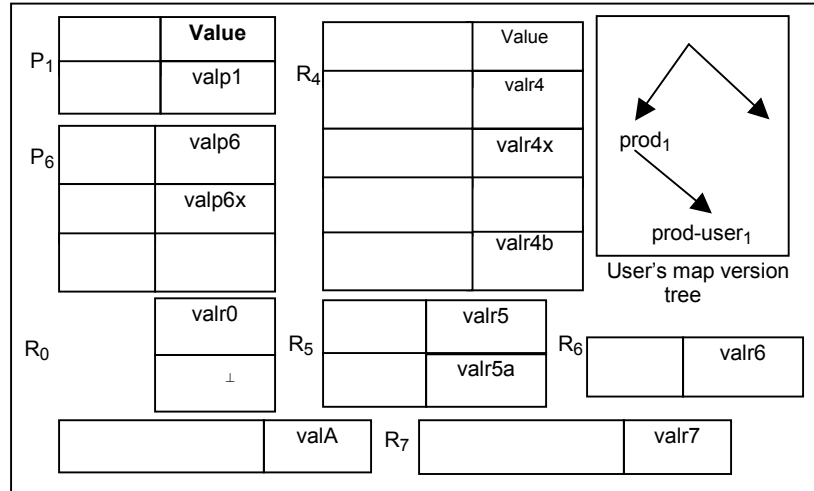 P1
Value
valp1
P6
valp6
valp6x
R4
Value
valr4
valr4x
valr4b
prod1
prod-user1
User's map version
tree
R0
valr0
⊥
R5
valr5
valr5a
R6
valr6
valA
R7
valr7